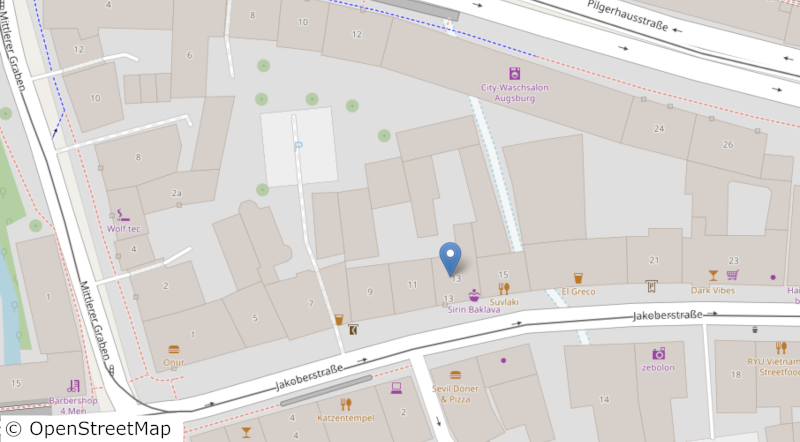 Pilgerhausstraße
Mittlerer Graben
12
8
10
12
6
City-Waschsalon
Augsburg
10
24
26
8
2a
Wolf tec
4
2
1
5
7
9
11
13
13
15
21
23
Sirin Baklava
Suvlaki
El Greco
Dark Vibes
Jakoberstraße
Mittlerer Graben
1
Onur
Jakoberstraße
zebolon
RYU Vietnam
Streetfood
18
14
15
Barbershop
4 Men
Sevil Döner
& Pizza
4
2
Katzentempel
© OpenStreetMap